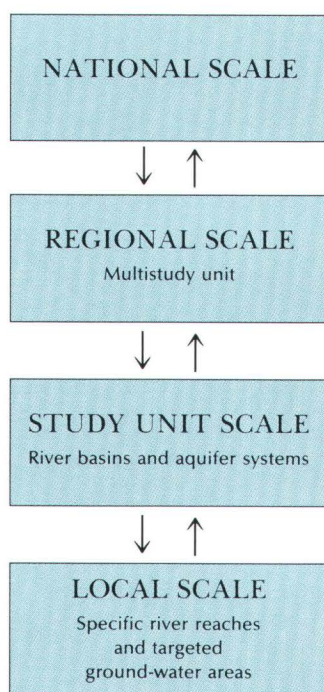 NATIONAL SCALE
REGIONAL SCALE
Multistudy unit
STUDY UNIT SCALE
River basins and aquifer systems
LOCAL SCALE
Specific river reaches
and targeted
ground-water areas